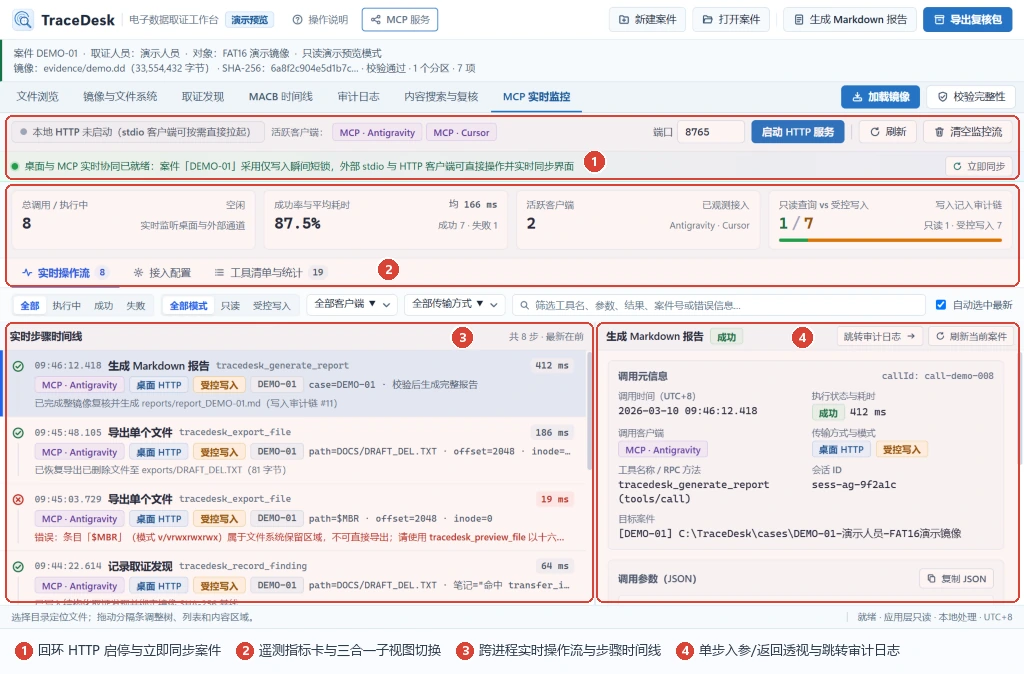 TraceDesk 电子数据取证工作台 演示预览 操作说明 MCP 服务 新建案件 打开案件 生成 Markdown 报告 导出复核包
案件 DEMO-01 · 取证人员：演示人员 · 对象：FAT16 演示镜像 · 只读演示预览模式
镜像：evidence/demo.dd（33,554,432 字节） · SHA-256：6a8f2c904e5d1b7c… · 校验通过 · 1 个分区 · 7 项
文件浏览 镜像与文件系统 取证发现 MACB 时间线 审计日志 内容搜索与复核 MCP 实时监控 加载镜像 校验完整性
本地 HTTP 未启动（stdio 客户端可按需直接拉起） 活跃客户端： MCP · Antigravity MCP · Cursor 端口 8765 启动 HTTP 服务 刷新 清空监控流
桌面与 MCP 实时协同已就绪：案件「DEMO-01」采用仅写入瞬间短锁，外部 stdio 与 HTTP 客户端可直接操作并实时同步界面 1 立即同步
总调用 / 执行中 空闲 成功率与平均耗时 均 166 ms 活跃客户端 已观测接入 只读查询 vs 受控写入 写入记入审计链
8 实时监听桌面与外部通道 87.5% 成功 7 · 失败 1 2 Antigravity · Cursor 1 / 7 只读 1 · 受控写入 7
实时操作流 8 接入配置 工具清单与统计 19 2
全部 执行中 成功 失败 全部模式 只读 受控写入 全部客户端 ▼ 全部传输方式 ▼ 筛选工具名、参数、结果、案件号或错误信息… 自动选中最新
实时步骤时间线 3 共 8 步 · 最新在前
09:46:12.418 生成 Markdown 报告 tracedesk_generate_report 412 ms
MCP · Antigravity 桌面 HTTP 受控写入 DEMO-01 case=DEMO-01 · 校验后生成完整报告
已完成整镜像复核并生成 reports/report_DEMO-01.md（写入审计链 #11）
09:45:48.105 导出单个文件 tracedesk_export_file 186 ms
MCP · Antigravity 桌面 HTTP 受控写入 DEMO-01 path=DOCS/DRAFT_DEL.TXT · offset=2048 · inode=…
已恢复导出已删除文件至 exports/DRAFT_DEL.TXT（81 字节）
09:45:03.729 导出单个文件 tracedesk_export_file 19 ms
MCP · Antigravity 桌面 HTTP 受控写入 DEMO-01 path=$MBR · offset=2048 · inode=0
错误：条目「$MBR」（模式 v/vrwxrwxrwx）属于文件系统保留区域，不可直接导出；请使用 tracedesk_preview_file 以十六…
09:44:22.614 记录取证发现 tracedesk_record_finding 64 ms
MCP · Antigravity 桌面 HTTP 受控写入 DEMO-01 path=DOCS/DRAFT_DEL.TXT · 笔记="命中 transfer_i…
生成 Markdown 报告 成功 4 跳转审计日志 → 刷新当前案件
调用元信息 callId: call-demo-008
调用时间（UTC+8） 执行状态与耗时
2026-03-10 09:46:12.418 成功 412 ms
调用客户端 传输方式与模式
MCP · Antigravity 桌面 HTTP 受控写入
工具名称 / RPC 方法 会话 ID
tracedesk_generate_report sess-ag-9f2a1c
(tools/call)
目标案件
[DEMO-01] C:\TraceDesk\cases\DEMO-01-演示人员-FAT16演示镜像
调用参数（JSON） 复制 JSON
选择目录定位文件；拖动分隔条调整树、列表和内容区域。 就绪 · 应用层只读 · 本地处理 · UTC+8
1 回环 HTTP 启停与立即同步案件 2 遥测指标卡与三合一子视图切换 3 跨进程实时操作流与步骤时间线 4 单步入参/返回透视与跳转审计日志